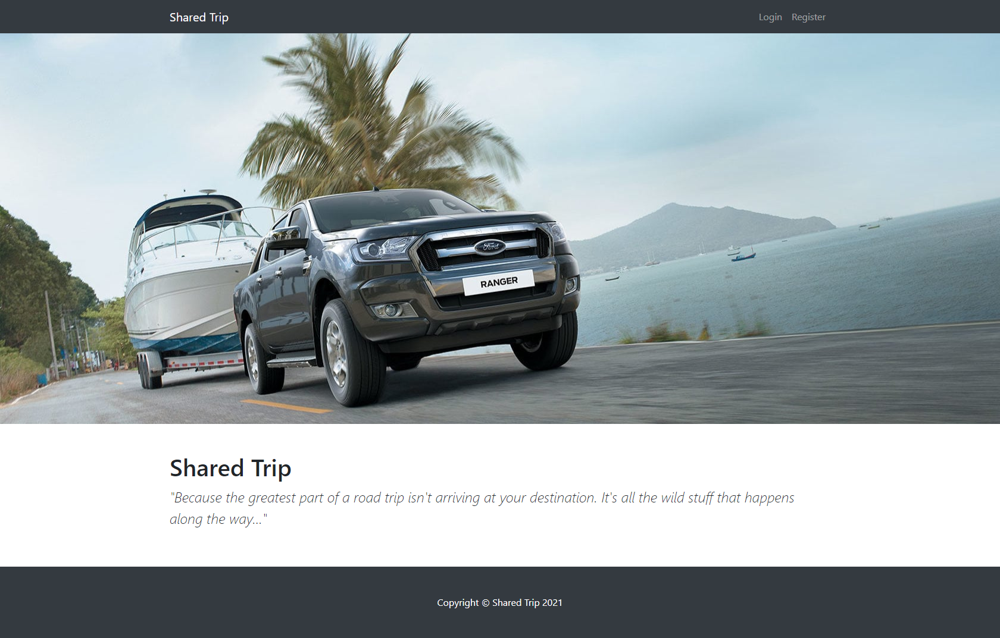 Shared Trip
Login Register
Ford
RANGER
Shared Trip
"Because the greatest part of a road trip isn't arriving at your destination. It's all the wild stuff that happens
along the way..."
Copyright © Shared Trip 2021